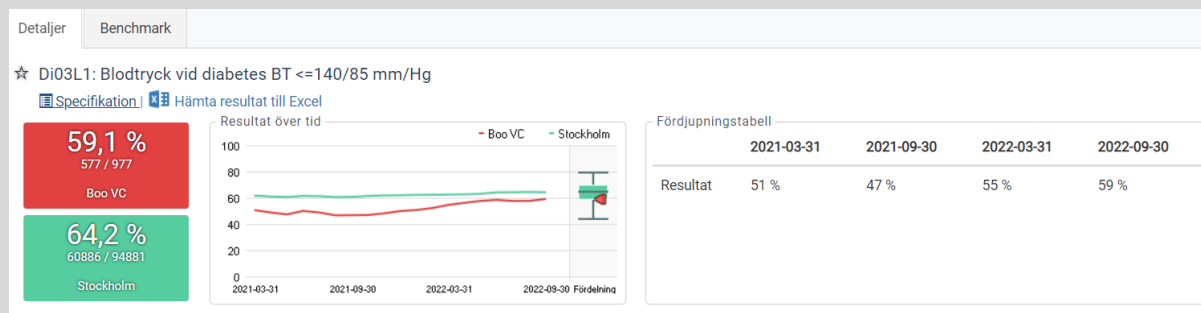 Detaljer Benchmark
Di03L1: Blodtryck vid diabetes BT <=140/85 mm/Hg
Specifikation | Hämta resultat till Excel
59,1 %
577 / 977
Boo VC
64,2 %
60886 / 94881
Stockholm
Resultat över tid
Boo VC Stockholm
100
80
60
40
20
0
2021-03-31 2021-09-30 2022-03-31 2022-09-30 Fördelning
Fördjupningstabell
2021-03-31 2021-09-30 2022-03-31 2022-09-30
Resultat 51 % 47 % 55 % 59 %